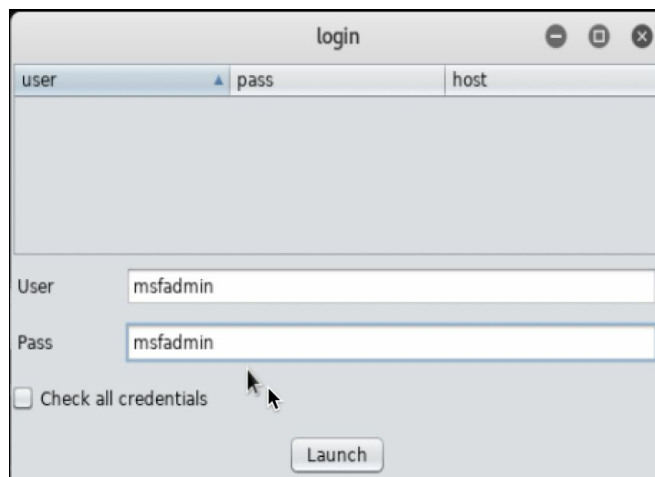 login
user pass host
User msfadmin
Pass msfadmin
Check all credentials
Launch